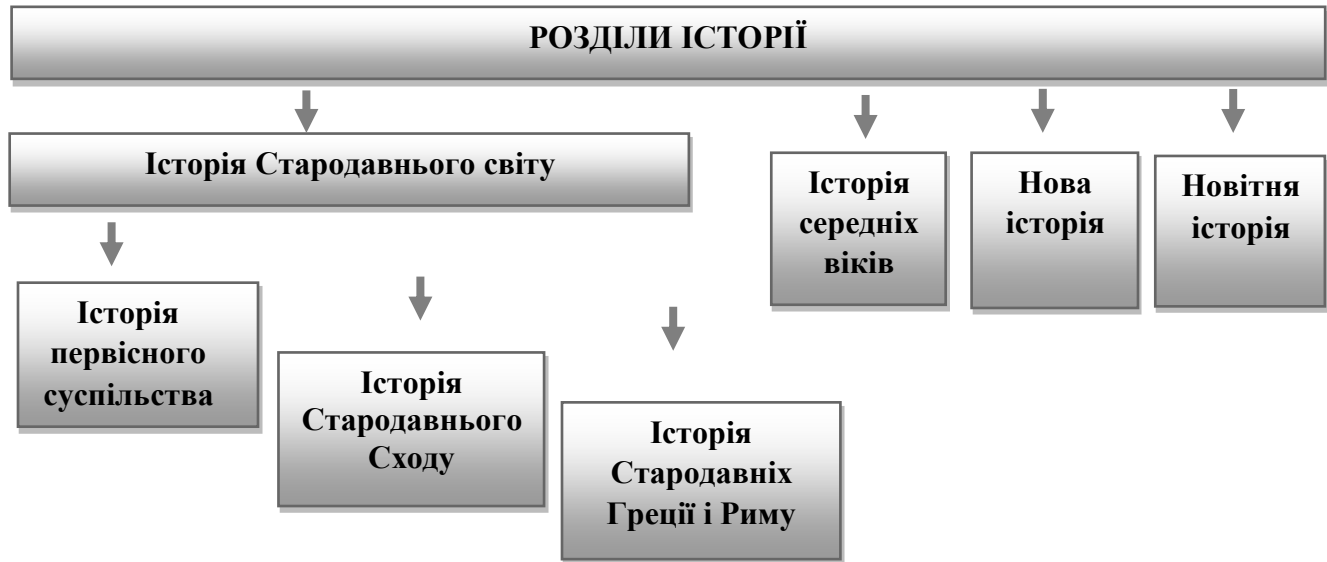 РОЗДІЛИ ІСТОРІЇ
Історія Стародавнього світу
Історія
середніх
віків
Нова
історія
Новітня
історія
Історія
первісного
суспільства
Історія
Стародавнього
Сходу
Історія
Стародавніх
Греції і Риму